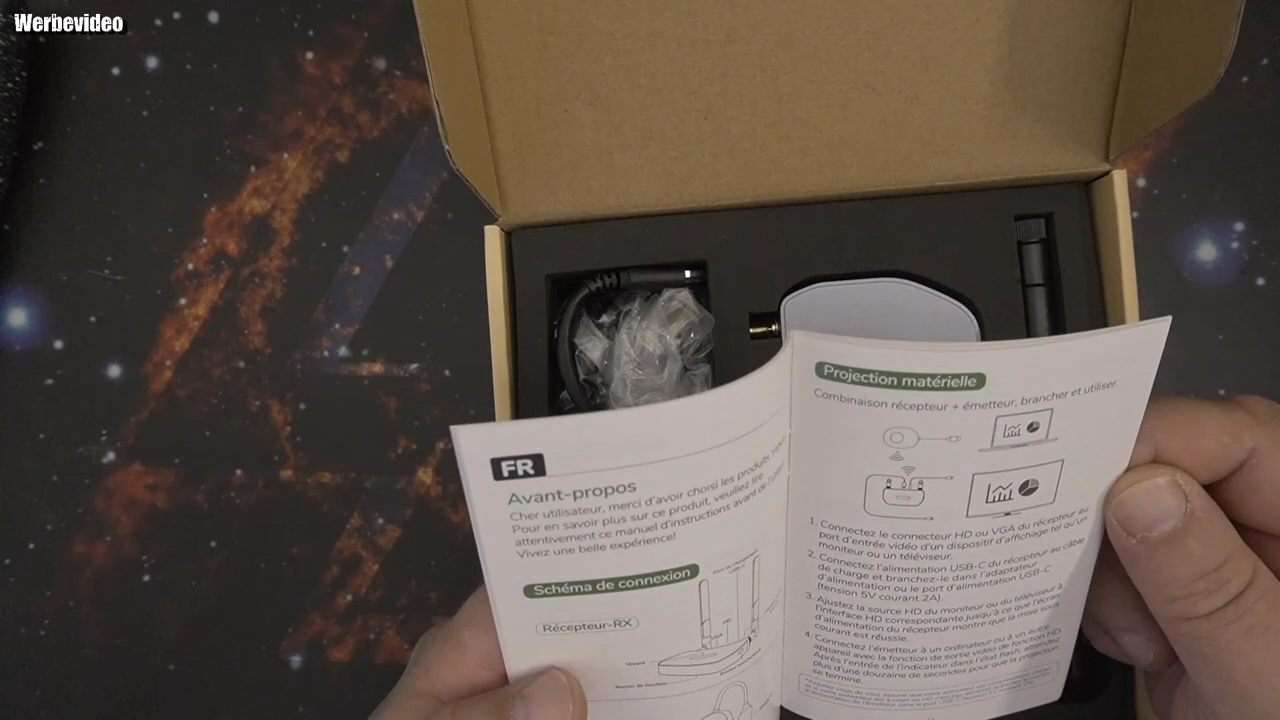 Werbevideo
FR
Avant-propos
Cher utilisateur, merci d'avoir choisi les produits
Pour en savoir plus sur ce produit, veuillez lire
attentivement ce manuel d'instructions avant de
Vivez une belle expérience!
Schéma de connexion
Récepteur-RX
HD
Voyant
Bouton de fonction
Projection matérielle
Combinaison récepteur + émetteur, brancher et utiliser.
1. Connectez le connecteur HD ou VGA du récepteur au
port d'entrée vidéo d'un dispositif d'affichage tel qu'un
moniteur ou un téléviseur.
2. Connectez l'alimentation USB-C du récepteur au câble
de charge et branchez-le dans l'adaptateur
d'alimentation ou le port d'alimentation USB-C
(tension 5V courant 2A).
3. Ajustez la source HD du moniteur ou du téléviseur à
l'interface HD correspondante jusqu'à ce que l'écran
d'alimentation du récepteur montre que la mise sous
courant est réussie.
4. Connectez l'émetteur à un ordinateur ou à un autre
appareil avec la fonction de sortie vidéo de fonction HD.
Après l'entrée de l'indicateur dans l'état flash, attendez
plus d'une douzaine de secondes pour que la projection
se termine.